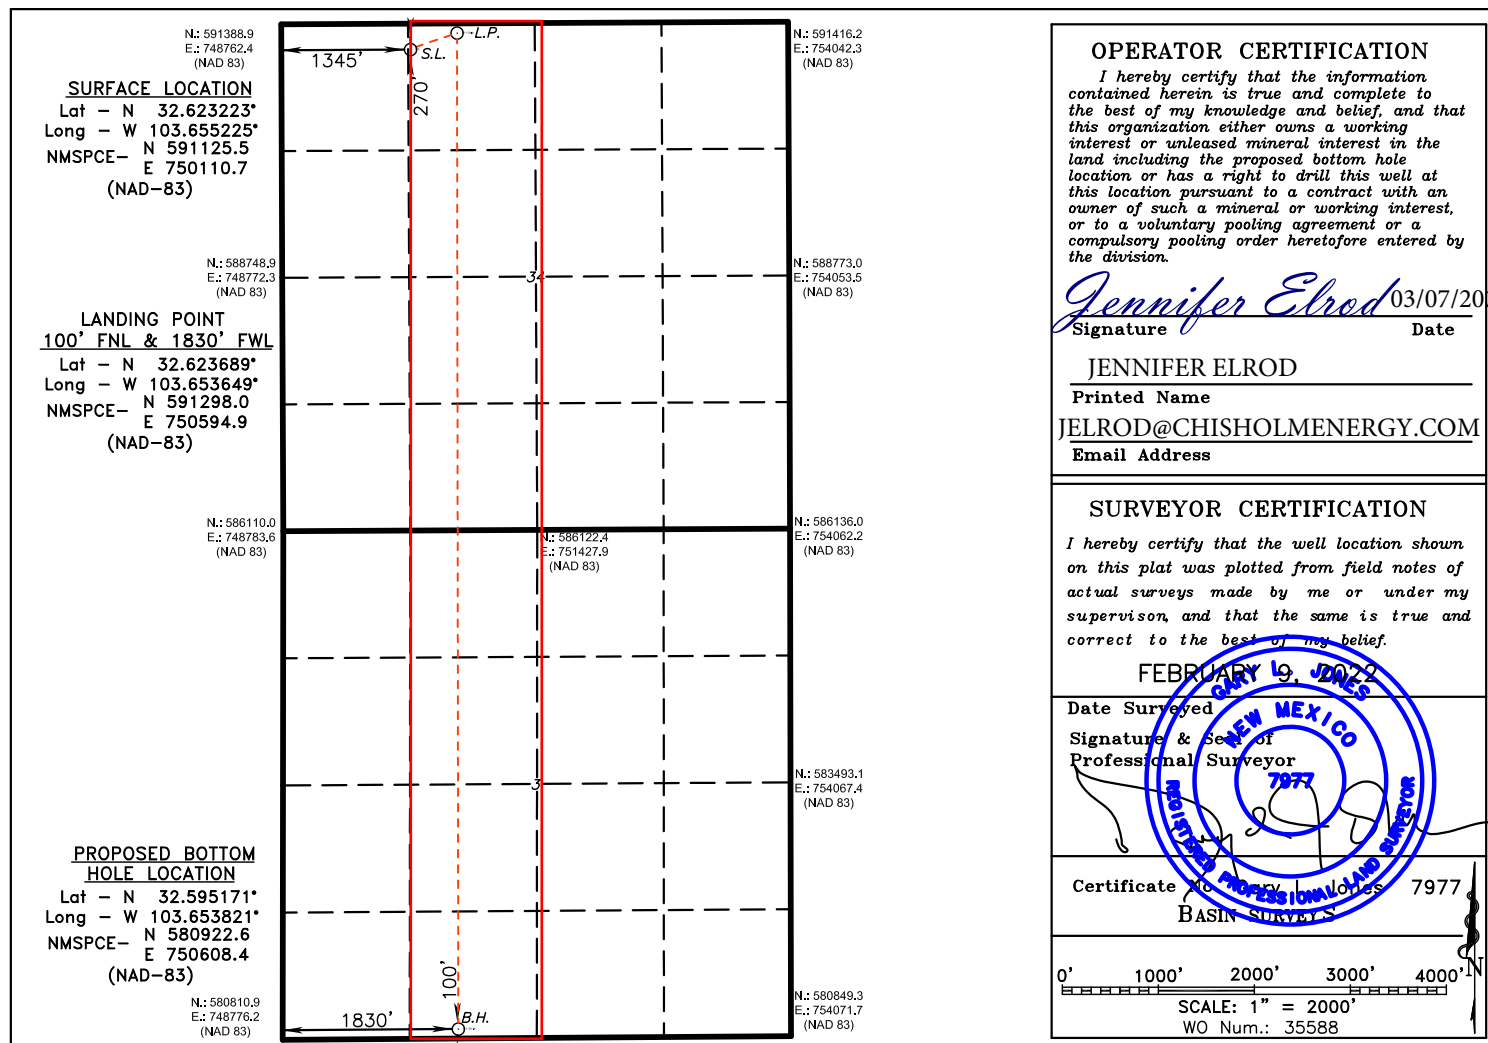 N.: 591388.9
E.: 748762.4
(NAD 83)
SURFACE LOCATION
Lat - N 32.623223°
Long - W 103.655225°
NMSPCE- N 591125.5
E 750110.7
(NAD-83)
N.: 588748.9
E.: 748772.3
(NAD 83)
LANDING POINT
100' FNL & 1830' FWL
Lat - N 32.623689°
Long - W 103.653649°
NMSPCE- N 591298.0
E 750594.9
(NAD-83)
N.: 586110.0
E.: 748783.6
(NAD 83)
PROPOSED BOTTOM
HOLE LOCATION
Lat - N 32.595171°
Long - W 103.653821°
NMSPCE- N 580922.6
E 750608.4
(NAD-83)
N.: 580810.9
E.: 748776.2
(NAD 83)
L.P.
S.L.
1345'
270'
34
N.: 586122.4
E.: 751427.9
(NAD 83)
3
100'
B.H.
1830'
N.: 591416.2
E.: 754042.3
(NAD 83)
N.: 588773.0
E.: 754053.5
(NAD 83)
N.: 586136.0
E.: 754062.2
(NAD 83)
N.: 583493.1
E.: 754067.4
(NAD 83)
N.: 580849.3
E.: 754071.7
(NAD 83)
OPERATOR CERTIFICATION
I hereby certify that the information
contained herein is true and complete to
the best of my knowledge and belief, and that
this organization either owns a working
interest or unleased mineral interest in the
land including the proposed bottom hole
location or has a right to drill this well at
this location pursuant to a contract with an
owner of such a mineral or working interest,
or to a voluntary pooling agreement or a
compulsory pooling order heretofore entered by
the division.
Jennifer Elrod 03/07/202
Signature Date
JENNIFER ELROD
Printed Name
JELROD@CHISHOLMENERGY.COM
Email Address
SURVEYOR CERTIFICATION
I hereby certify that the well location shown
on this plat was plotted from field notes of
actual surveys made by me or under my
supervison, and that the same is true and
correct to the best of my belief.
FEBRUARY 9, 2022
Date Surveyed
Signature & Seal of
Professional Surveyor
GARY L. JONES
NEW MEXICO
7977
REGISTERED PROFESSIONAL LAND SURVEYOR
Certificate No. Gary L. Jones 7977
BASIN SURVEYS
0' 1000' 2000' 3000' 4000'
N
SCALE: 1" = 2000'
WO Num.: 35588